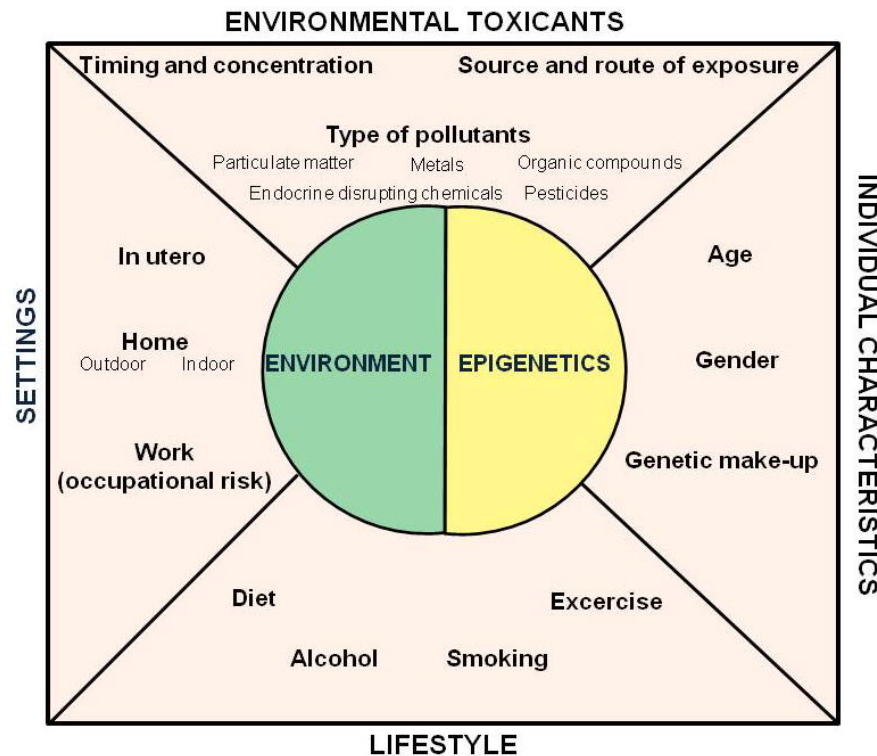 ENVIRONMENTAL TOXICANTS
Timing and concentration
Source and route of exposure
Type of pollutants
Particulate matter
Metals
Organic compounds
Endocrine disrupting chemicals
Pesticides
SETTINGS
In utero
Home
Outdoor
Indoor
Work
(occupational risk)
ENVIRONMENT
EPIGENETICS
Age
Gender
Genetic make-up
INDIVIDUAL CHARACTERISTICS
Diet
Excercise
Alcohol
Smoking
LIFESTYLE